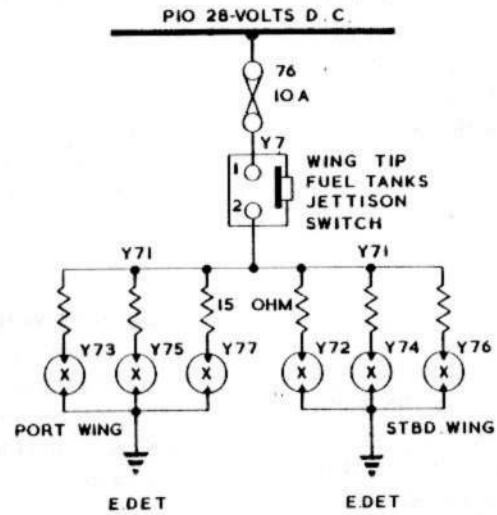 PIO 28-VOLTS D.C.
76
10A
Y7
1
2
WING TIP
FUEL TANKS
JETTISON
SWITCH
Y71
Y71
15 OHM
Y73
Y75
Y77
Y72
Y74
Y76
X
X
X
X
X
X
PORT WING
STBD. WING
E.DET
E.DET